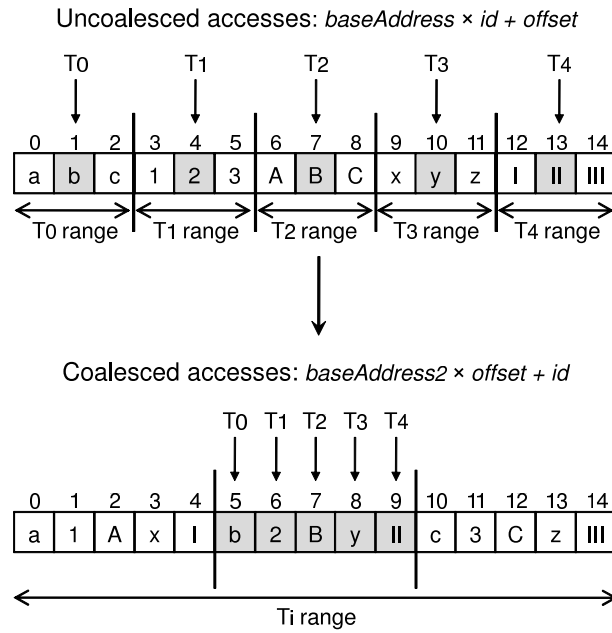 Uncoalesced accesses: baseAddress × id + offset
T0 T1 T2 T3 T4
0 1 2 3 4 5 6 7 8 9 10 11 12 13 14
a b c 1 2 3 A B C x y z I II III
T0 range T1 range T2 range T3 range T4 range
Coalesced accesses: baseAddress2 × offset + id
T0 T1 T2 T3 T4
0 1 2 3 4 5 6 7 8 9 10 11 12 13 14
a 1 A x I b 2 B y II c 3 C z III
Ti range